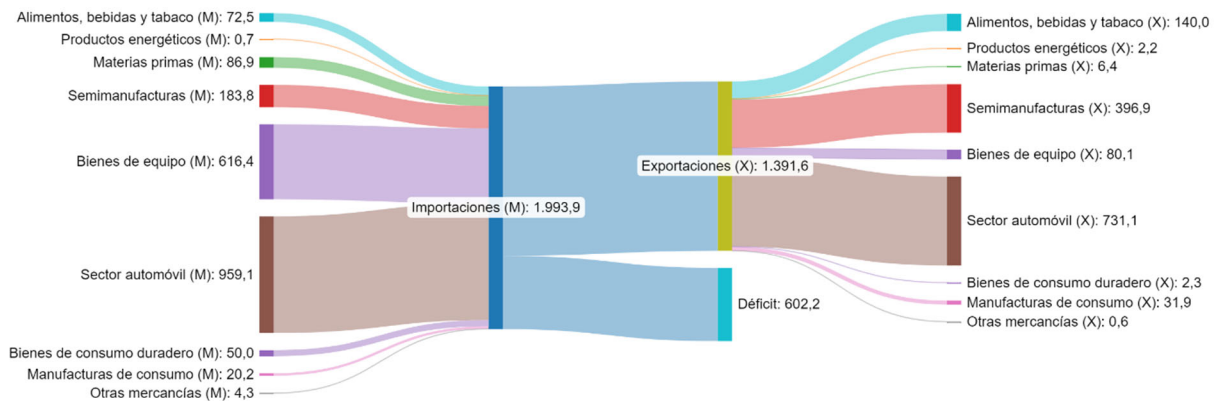 Alimentos, bebidas y tabaco (M): 72,5
Productos energéticos (M): 0,7
Materias primas (M): 86,9
Semimanufacturas (M): 183,8
Bienes de equipo (M): 616,4
Sector automóvil (M): 959,1
Bienes de consumo duradero (M): 50,0
Manufacturas de consumo (M): 20,2
Otras mercancías (M): 4,3
Importaciones (M): 1.993,9
Exportaciones (X): 1.391,6
Déficit: 602,2
Alimentos, bebidas y tabaco (X): 140,0
Productos energéticos (X): 2,2
Materias primas (X): 6,4
Semimanufacturas (X): 396,9
Bienes de equipo (X): 80,1
Sector automóvil (X): 731,1
Bienes de consumo duradero (X): 2,3
Manufacturas de consumo (X): 31,9
Otras mercancías (X): 0,6